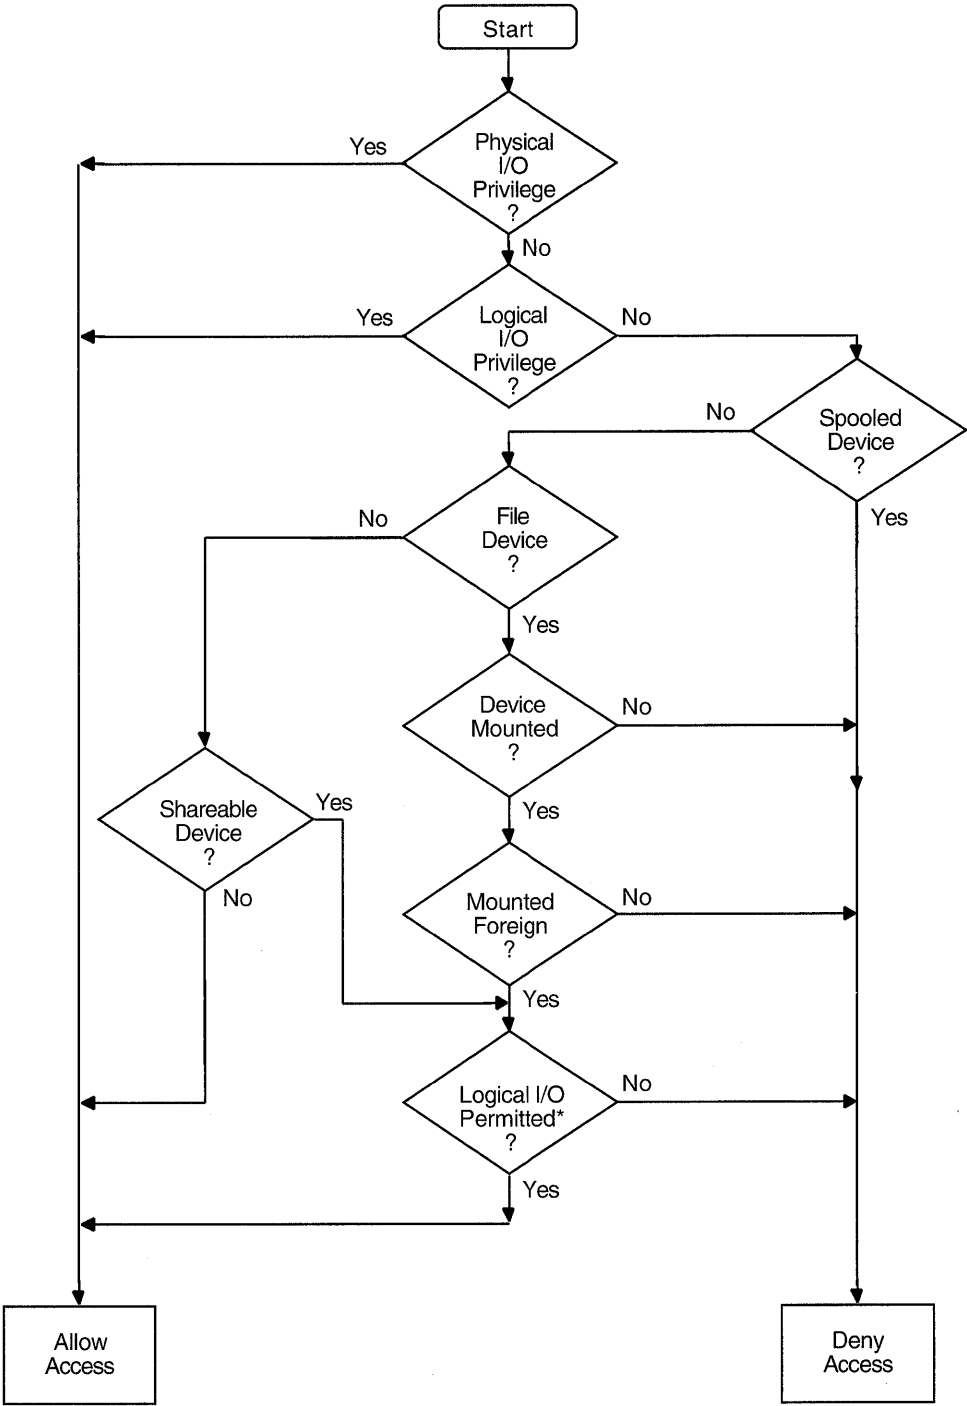 Start
Physical
I/O
Privilege
?
Yes
No
Logical
I/O
Privilege
?
Yes
No
Spooled
Device
?
No
Yes
File
Device
?
No
Yes
Device
Mounted
?
No
Yes
Shareable
Device
?
Yes
No
Mounted
Foreign
?
No
Yes
Logical I/O
Permitted*
?
No
Yes
Allow
Access
Deny
Access